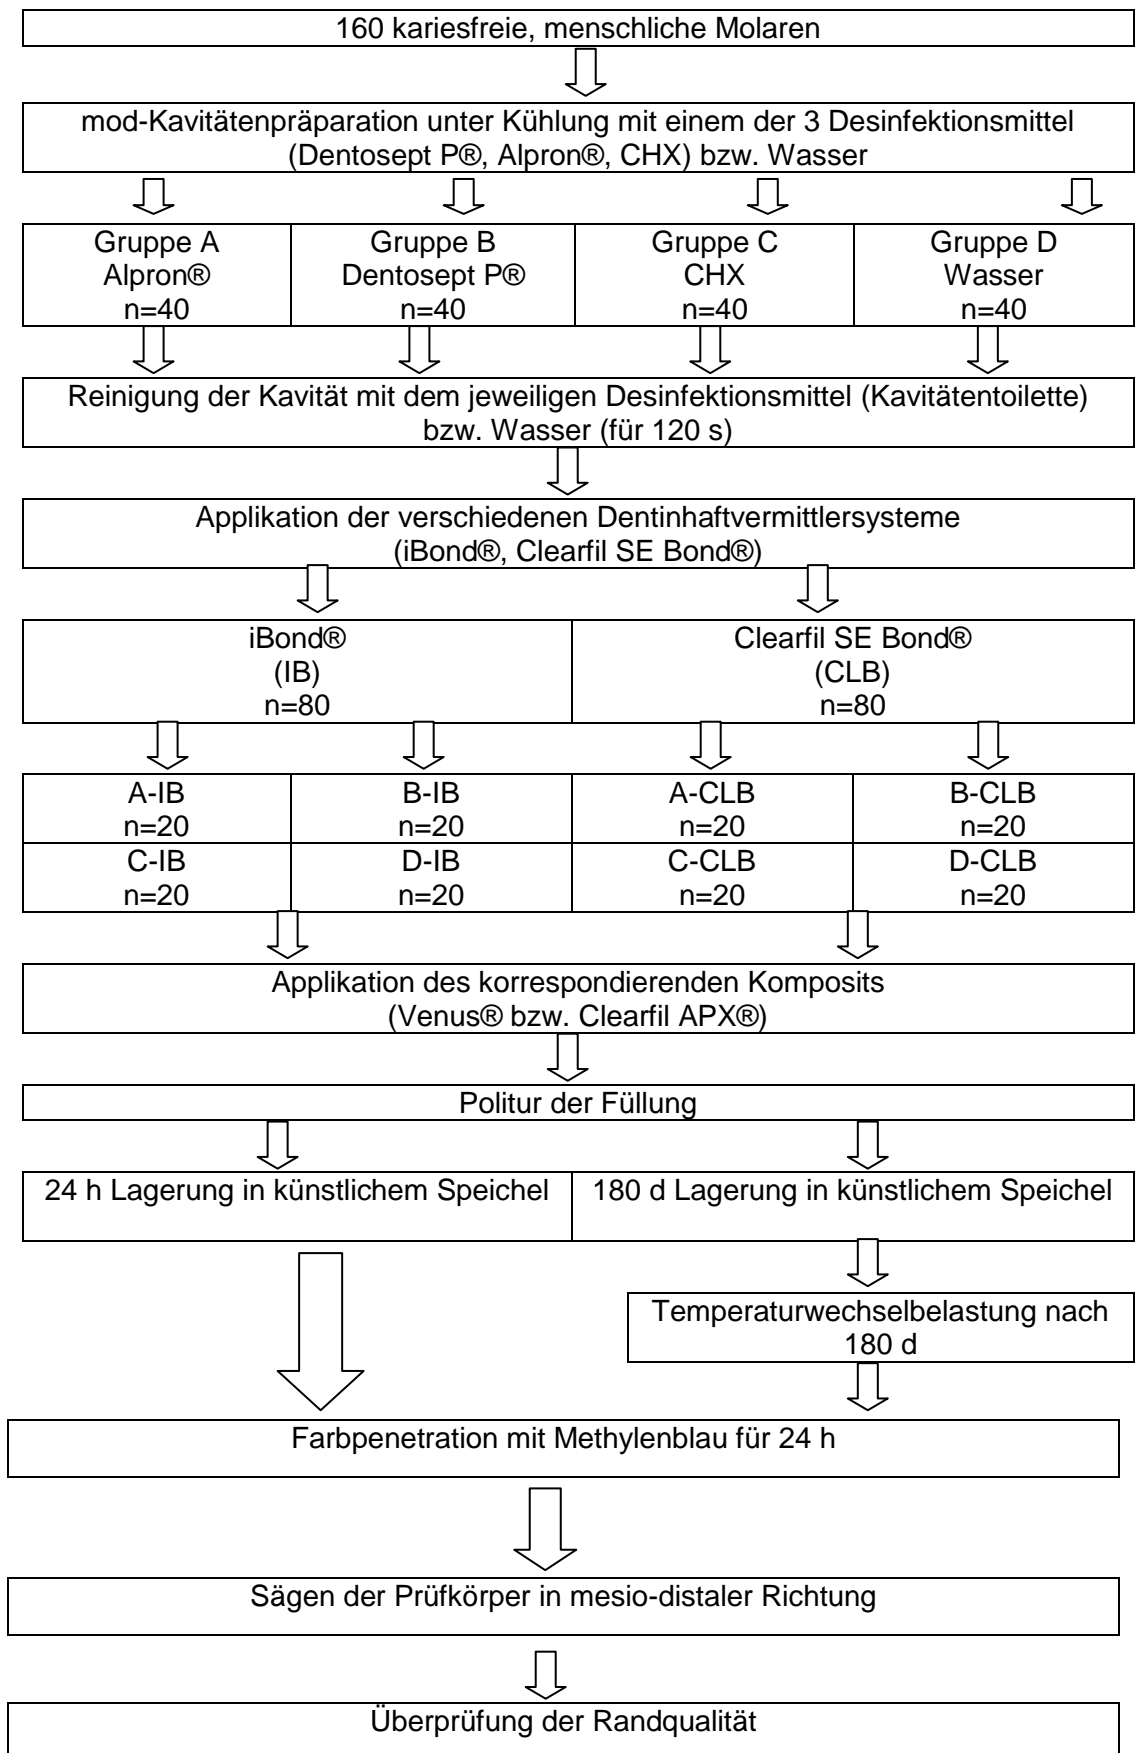 160 kariesfreie, menschliche Molaren
mod-Kavitätenpräparation unter Kühlung mit einem der 3 Desinfektionsmittel
(Dentosept P®, Alpron®, CHX) bzw. Wasser
Gruppe A
Alpron®
n=40
Gruppe B
Dentosept P®
n=40
Gruppe C
CHX
n=40
Gruppe D
Wasser
n=40
Reinigung der Kavität mit dem jeweiligen Desinfektionsmittel (Kavitätentoilette)
bzw. Wasser (für 120 s)
Applikation der verschiedenen Dentinhaftvermittlersysteme
(iBond®, Clearfil SE Bond®)
iBond®
(IB)
n=80
Clearfil SE Bond®
(CLB)
n=80
A-IB
n=20
B-IB
n=20
A-CLB
n=20
B-CLB
n=20
C-IB
n=20
D-IB
n=20
C-CLB
n=20
D-CLB
n=20
Applikation des korrespondierenden Komposits
(Venus® bzw. Clearfil APX®)
Politur der Füllung
24 h Lagerung in künstlichem Speichel
180 d Lagerung in künstlichem Speichel
Temperaturwechselbelastung nach
180 d
Farbpenetration mit Methylenblau für 24 h
Sägen der Prüfkörper in mesio-distaler Richtung
Überprüfung der Randqualität